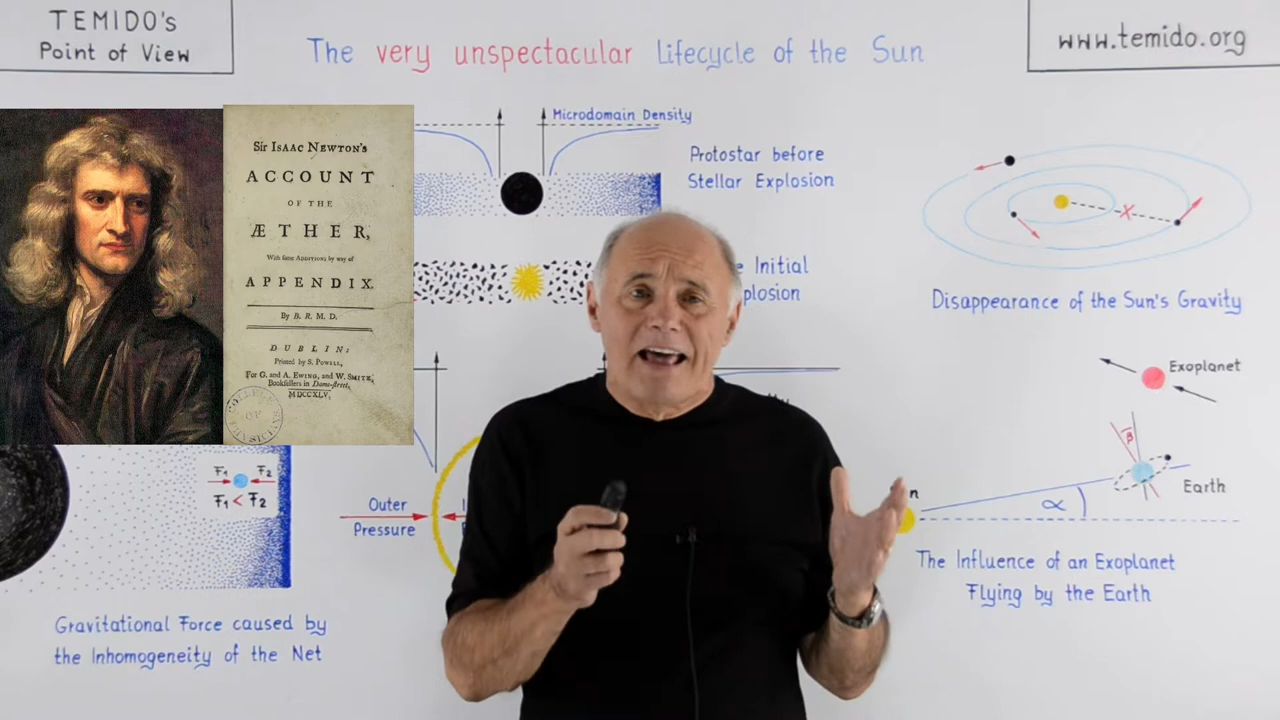 TEMIDO's
Point of View
The very unspectacular Lifecycle of the Sun
www.temido.org
Sir ISAAC NEWTON'S
ACCOUNT
OF THE
ÆTHER,
With some ADDITIONS by way of
APPENDIX.
By B. R. M. D.
DUBLIN:
Printed by S. POWELL,
For G. and A. EWING, and W. SMITH,
Booksellers in Dame-street,
MDCCXLV,
Microdomain Density
Protostar before
Stellar Explosion
Initial
Disappearance of the Sun's Gravity
Exoplanet
β
α
Earth
The Influence of an Exoplanet
Flying by the Earth
F₁ F₂
F₁ < F₂
Gravitational Force caused by
the Inhomogeneity of the Net
Outer
Pressure
X